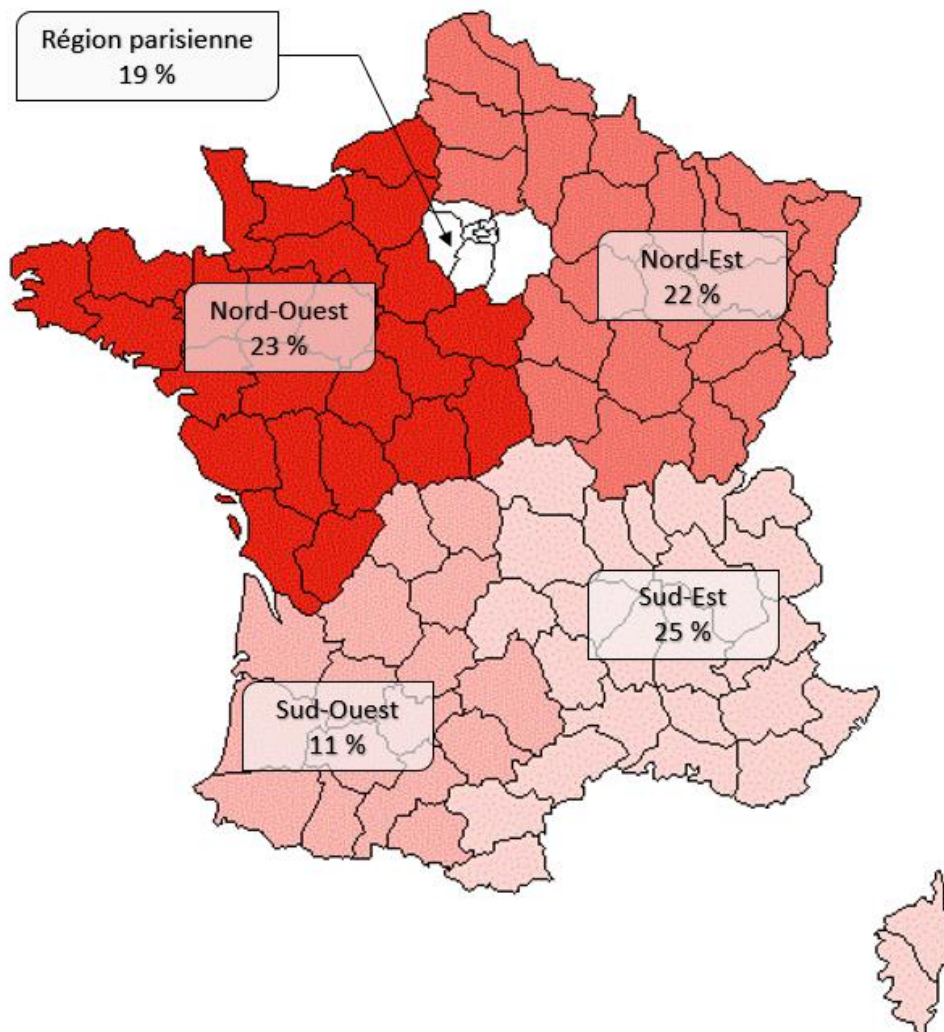 Région parisienne
19 %
Nord-Est
22 %
Nord-Ouest
23 %
Sud-Est
25 %
Sud-Ouest
11 %